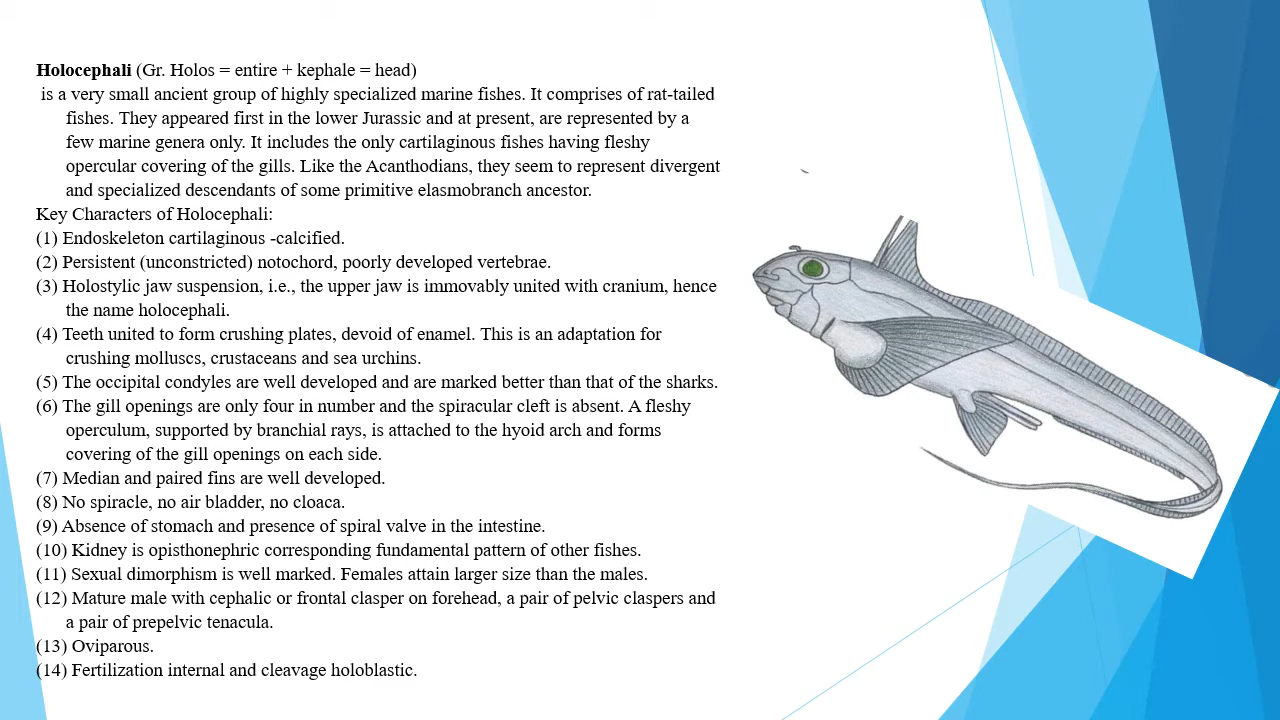 Holocephali (Gr. Holos = entire + kephale = head)
is a very small ancient group of highly specialized marine fishes. It comprises of rat-tailed
fishes. They appeared first in the lower Jurassic and at present, are represented by a
few marine genera only. It includes the only cartilaginous fishes having fleshy
opercular covering of the gills. Like the Acanthodians, they seem to represent divergent
and specialized descendants of some primitive elasmobranch ancestor.
Key Characters of Holocephali:
(1) Endoskeleton cartilaginous -calcified.
(2) Persistent (unconstricted) notochord, poorly developed vertebrae.
(3) Holostylic jaw suspension, i.e., the upper jaw is immovably united with cranium, hence
the name holocephali.
(4) Teeth united to form crushing plates, devoid of enamel. This is an adaptation for
crushing molluscs, crustaceans and sea urchins.
(5) The occipital condyles are well developed and are marked better than that of the sharks.
(6) The gill openings are only four in number and the spiracular cleft is absent. A fleshy
operculum, supported by branchial rays, is attached to the hyoid arch and forms
covering of the gill openings on each side.
(7) Median and paired fins are well developed.
(8) No spiracle, no air bladder, no cloaca.
(9) Absence of stomach and presence of spiral valve in the intestine.
(10) Kidney is opisthonephric corresponding fundamental pattern of other fishes.
(11) Sexual dimorphism is well marked. Females attain larger size than the males.
(12) Mature male with cephalic or frontal clasper on forehead, a pair of pelvic claspers and
a pair of prepelvic tenacula.
(13) Oviparous.
(14) Fertilization internal and cleavage holoblastic.